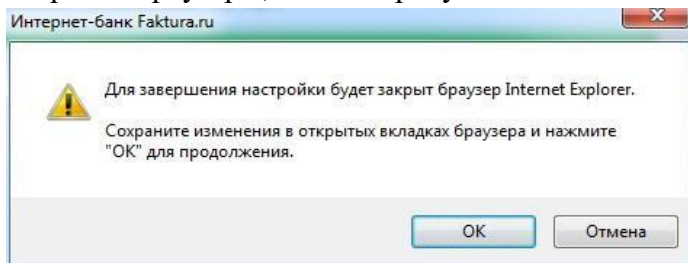 Интернет-банк Faktura.ru
Для завершения настройки будет закрыт браузер Internet Explorer.
Сохраните изменения в открытых вкладках браузера и нажмите
"ОК" для продолжения.
ОК
Отмена